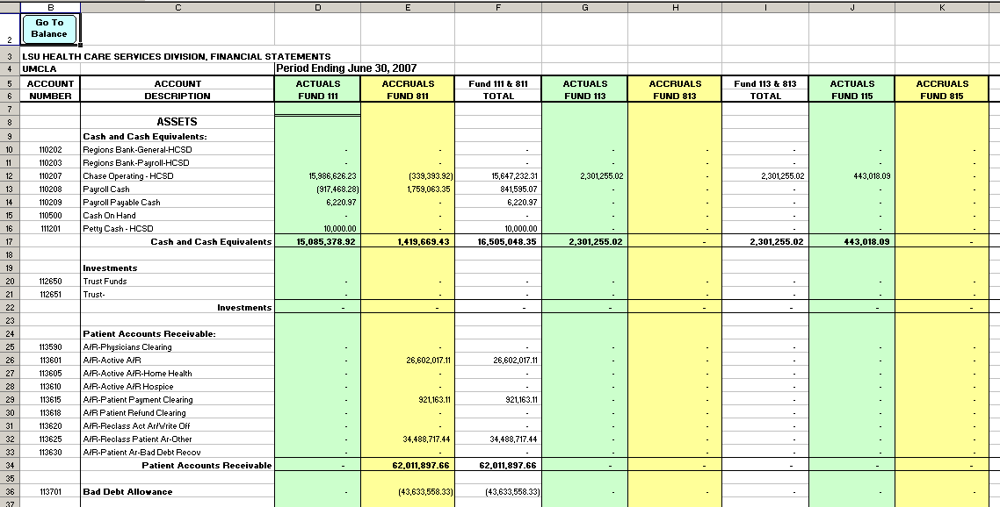 B C D E F G H I J K
Go To
Balance
2
3 LSU HEALTH CARE SERVICES DIVISION, FINANCIAL STATEMENTS
4 UMCLA Period Ending June 30, 2007
5 ACCOUNT ACCOUNT ACTUALS ACCRUALS Fund 111 & 811 ACTUALS ACCRUALS Fund 113 & 813 ACTUALS ACCRUALS
6 NUMBER DESCRIPTION FUND 111 FUND 811 TOTAL FUND 113 FUND 813 TOTAL FUND 115 FUND 815
7
8 ASSETS
9 Cash and Cash Equivalents:
10 110202 Regions Bank-General-HCSD - - - - - - - -
11 110203 Regions Bank-Payroll-HCSD - - - - - - - -
12 110207 Chase Operating - HCSD 15,986,626.23 (339,393.92) 15,647,232.31 2,301,255.02 - 2,301,255.02 443,018.09 -
13 110208 Payroll Cash (917,468.28) 1,759,063.35 841,595.07 - - - - -
14 110209 Payroll Payable Cash 6,220.97 - 6,220.97 - - - - -
15 110500 Cash On Hand - - - - - - - -
16 111201 Petty Cash - HCSD 10,000.00 - 10,000.00 - - - - -
17 Cash and Cash Equivalents 15,085,378.92 1,419,669.43 16,505,048.35 2,301,255.02 - 2,301,255.02 443,018.09 -
18
19 Investments
20 112650 Trust Funds - - - - - - - -
21 112651 Trust- - - - - - - - -
22 Investments - - - - - - - -
23
24 Patient Accounts Receivable:
25 113590 A/R-Physicians Clearing - - - - - - - -
26 113601 A/R-Active A/R - 26,602,017.11 26,602,017.11 - - - - -
27 113605 A/R-Active A/R-Home Health - - - - - - - -
28 113610 A/R-Active A/R Hospice - - - - - - - -
29 113615 A/R-Patient Payment Clearing - 921,163.11 921,163.11 - - - - -
30 113618 A/R Patient Refund Clearing - - - - - - - -
31 113620 A/R-Reclass Act Ar/Write Off - - - - - - - -
32 113625 A/R-Reclass Patient Ar-Other - 34,488,717.44 34,488,717.44 - - - - -
33 113630 A/R-Patient Ar-Bad Debt Recov - - - - - - - -
34 Patient Accounts Receivable - 62,011,897.66 62,011,897.66 - - - - -
35
36 113701 Bad Debt Allowance - (43,633,558.33) (43,633,558.33) - - - - -
37